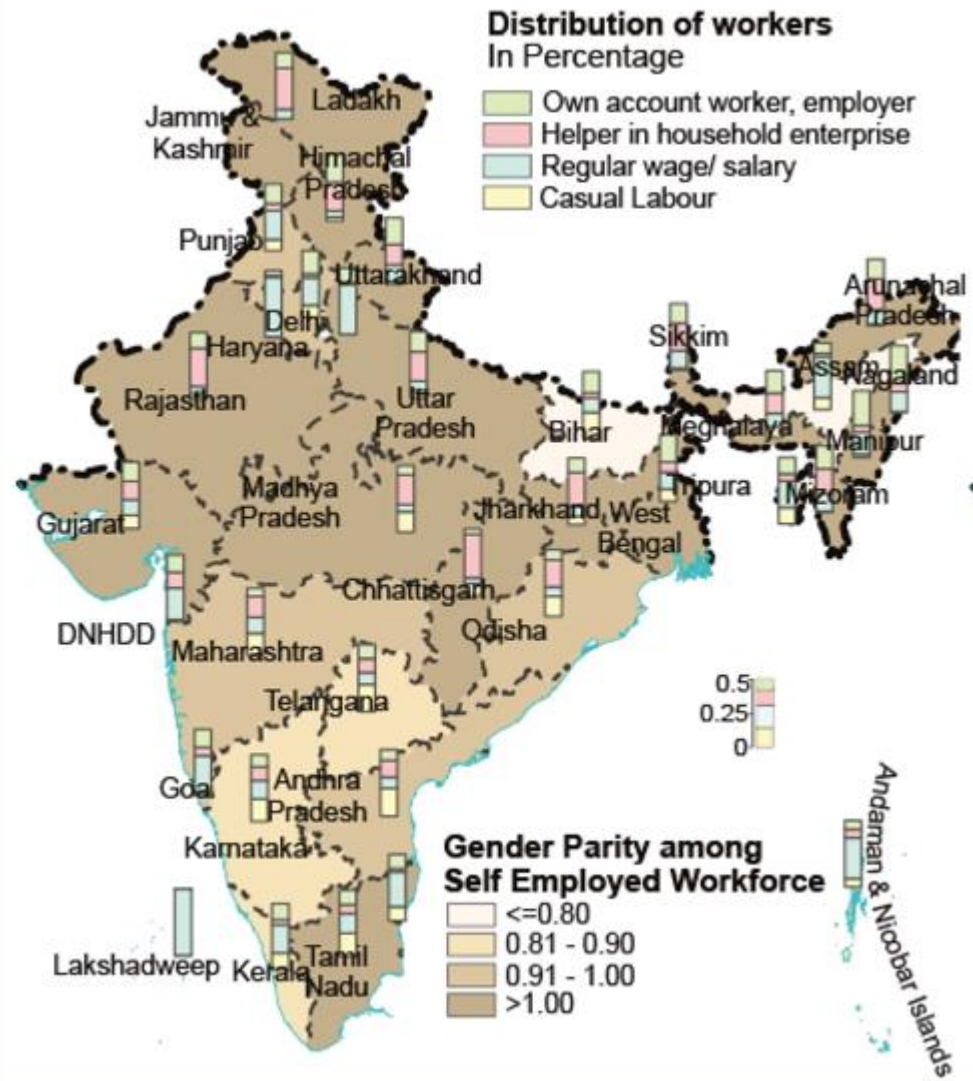 Distribution of workers
In Percentage
Own account worker, employer
Helper in household enterprise
Regular wage/ salary
Casual Labour
Ladakh
Jammu &
Kashmir
Himachal
Pradesh
Punjab
Uttarakhand
Delhi
Haryana
Rajasthan
Uttar
Pradesh
Bihar
Sikkim
Arunachal
Pradesh
Assam
Nagaland
Meghalaya
Manipur
Tripura
Mizoram
Gujarat
Madhya
Pradesh
Jharkhand
West
Bengal
Chhattisgarh
Odisha
DNHDD
Maharashtra
Telangana
0.5
0.25
0
Goa
Andhra
Pradesh
Karnataka
Lakshadweep
Kerala
Tamil
Nadu
Andaman & Nicobar Islands
Gender Parity among
Self Employed Workforce
<=0.80
0.81 - 0.90
0.91 - 1.00
>1.00